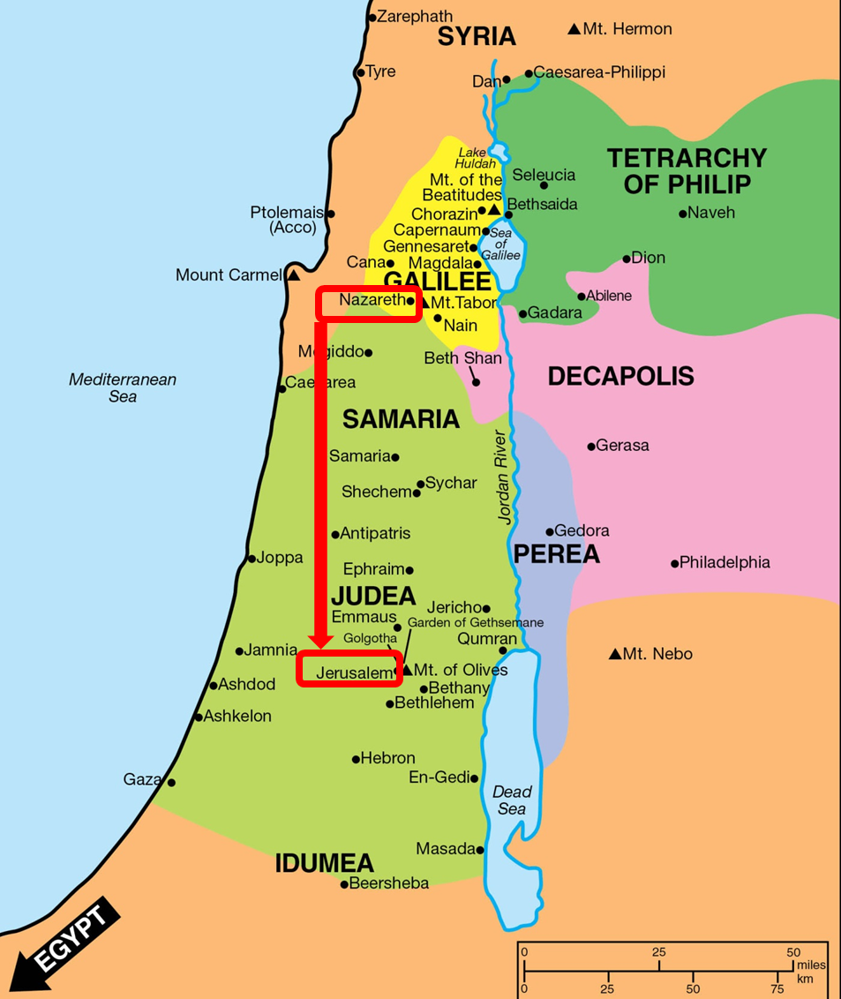 Zarephath
SYRIA
Mt. Hermon
Tyre
Dan
Caesarea-Philippi
Lake
Huldah
TETRARCHY
OF PHILIP
Mt. of the
Beatitudes
Seleucia
Ptolemais
(Acco)
Chorazin
Bethsaida
Naveh
Capernaum
Sea
of
Galilee
Gennesaret
Cana
Magdala
Dion
Mount Carmel
GALILEE
Nazareth
Mt.Tabor
Abilene
Gadara
Nain
Megiddo
Beth Shan
Mediterranean
Sea
Caesarea
DECAPOLIS
SAMARIA
Jordan River
Gerasa
Samaria
Sychar
Shechem
Antipatris
Gedora
Joppa
PEREA
Philadelphia
Ephraim
JUDEA
Emmaus
Jericho
Garden of Gethsemane
Golgotha
Qumran
Jamnia
Mt. Nebo
Jerusalem
Mt. of Olives
Ashdod
Bethany
Bethlehem
Ashkelon
Hebron
Gaza
En-Gedi
Dead
Sea
Masada
IDUMEA
Beersheba
EGYPT
0 25 50
miles
km
0 25 50 75